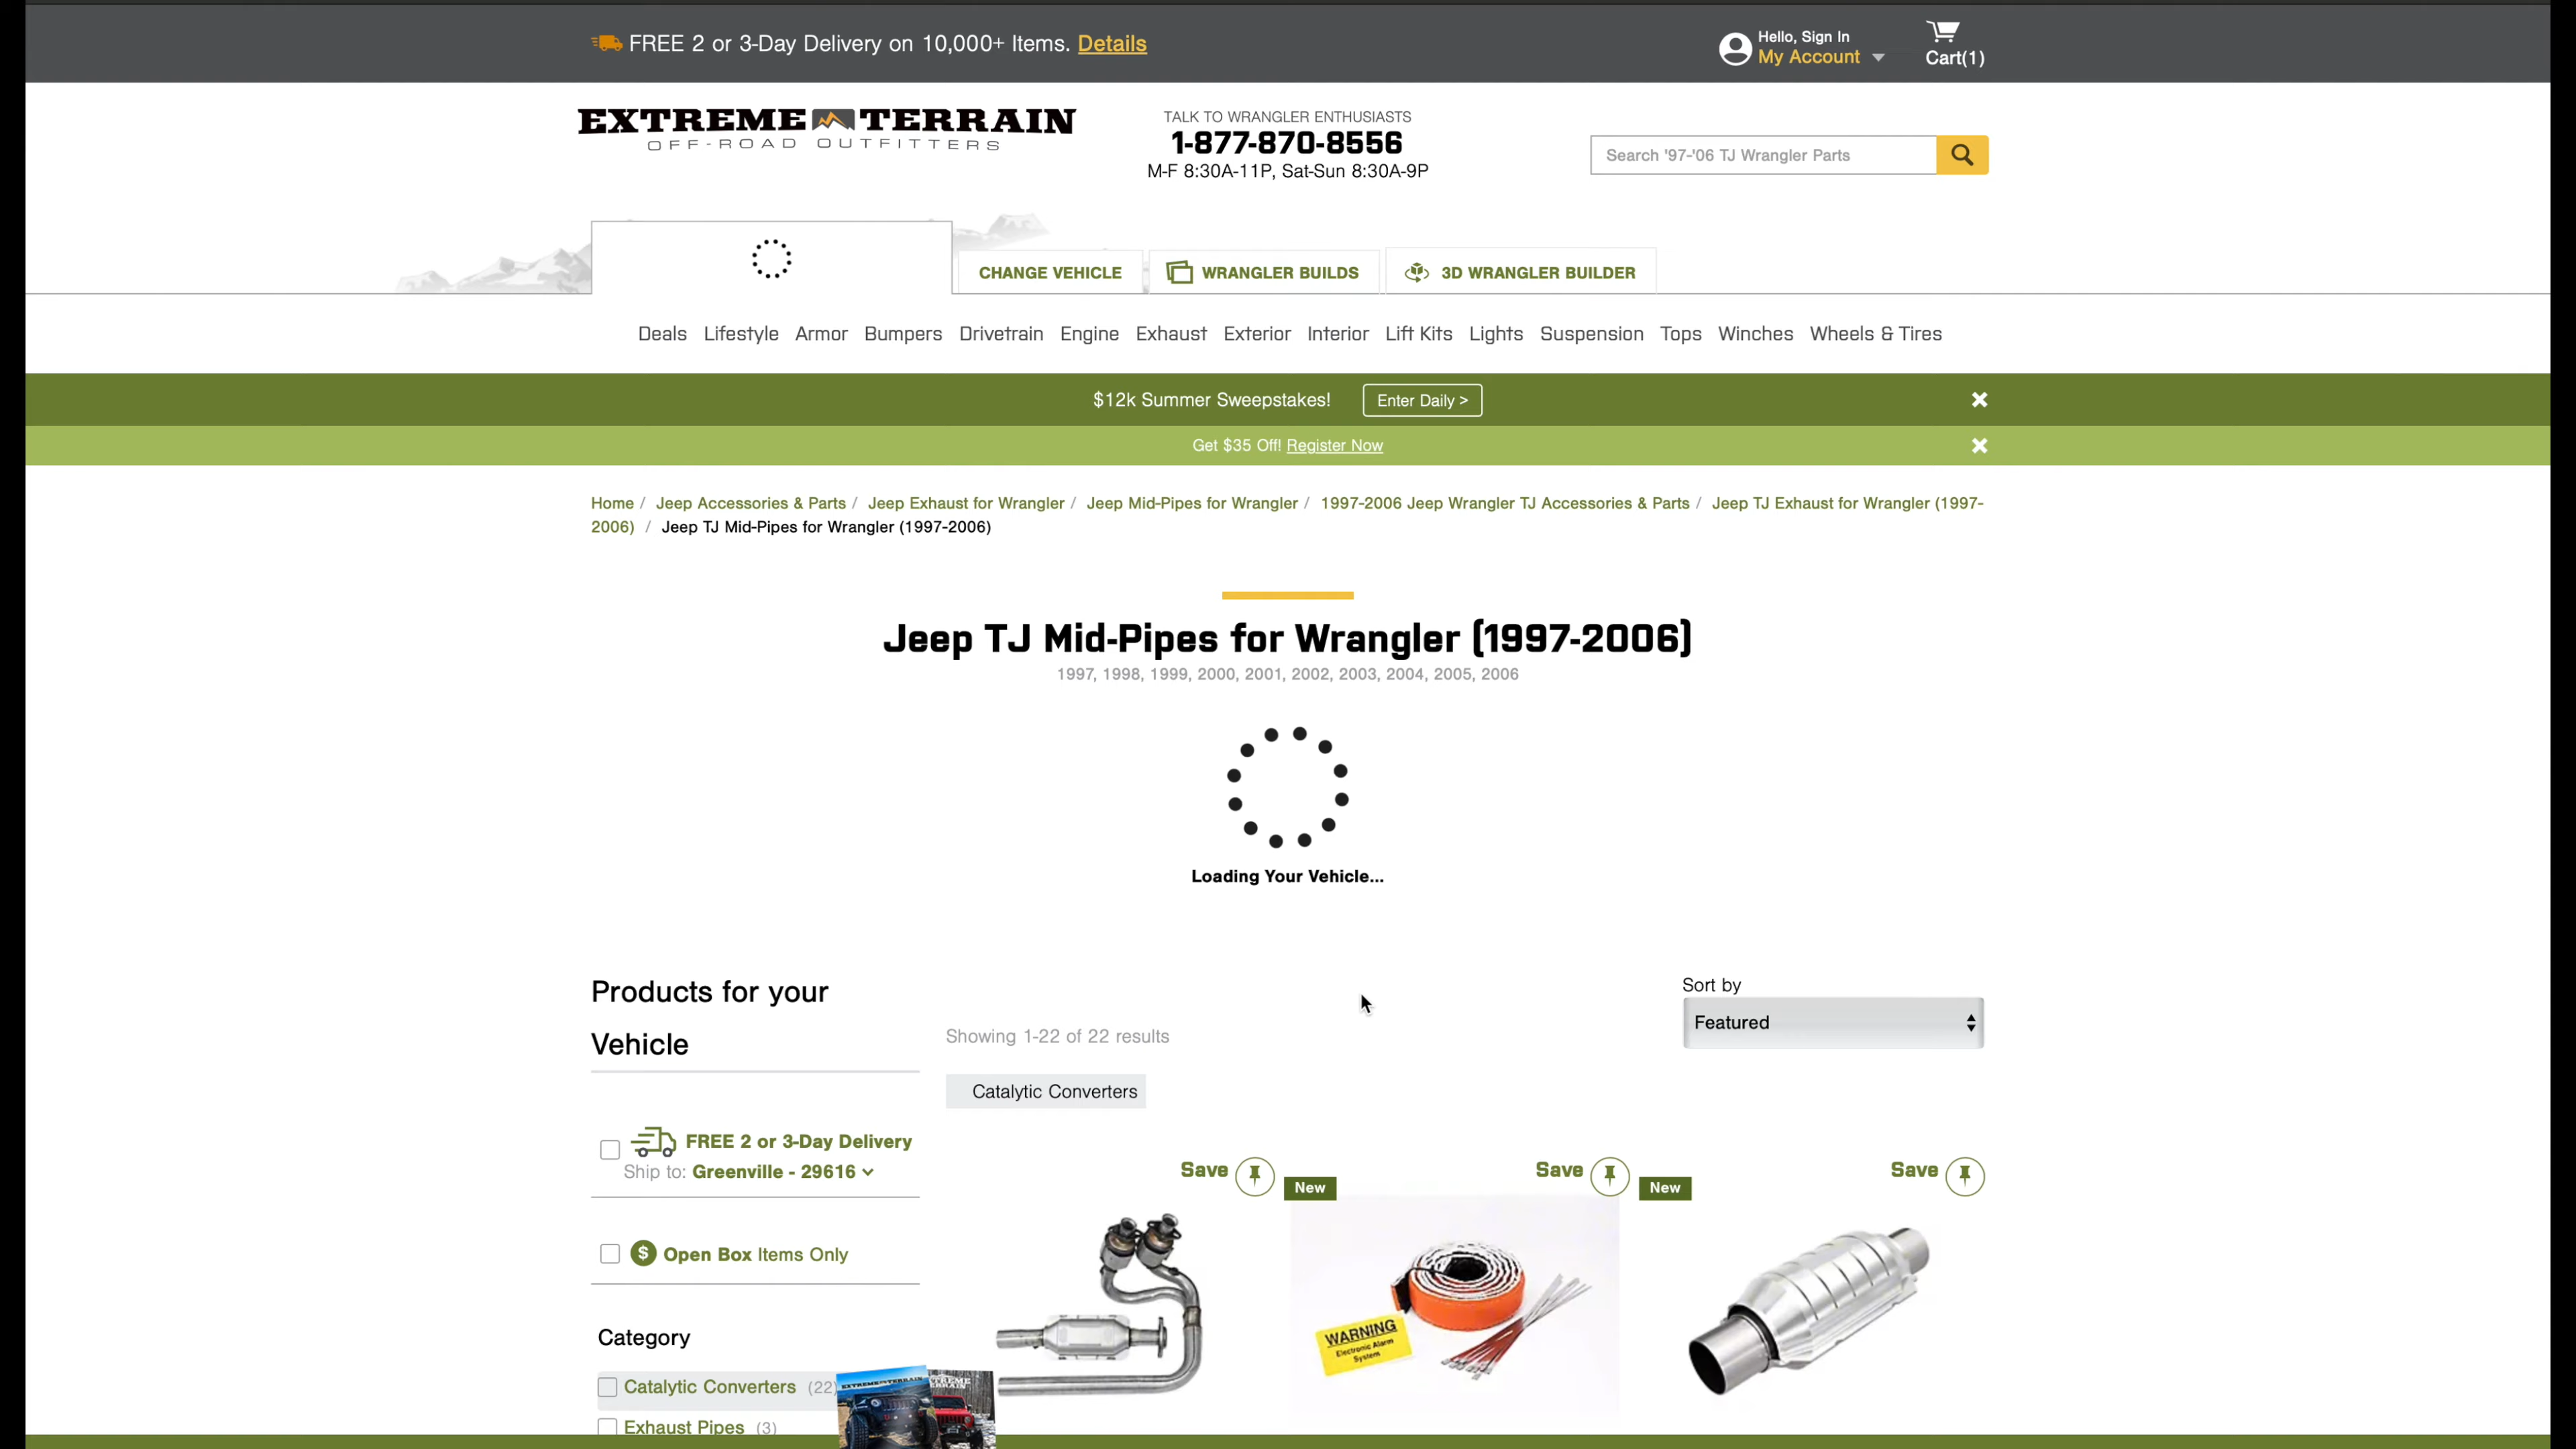 FREE 2 or 3-Day Delivery on 10,000+ Items. Details
Hello, Sign In
My Account
Cart(1)
EXTREME TERRAIN
OFF-ROAD OUTFITTERS
TALK TO WRANGLER ENTHUSIASTS
1-877-870-8556
M-F 8:30A-11P, Sat-Sun 8:30A-9P
Search '97-'06 TJ Wrangler Parts
CHANGE VEHICLE
WRANGLER BUILDS
3D WRANGLER BUILDER
Deals Lifestyle Armor Bumpers Drivetrain Engine Exhaust Exterior Interior Lift Kits Lights Suspension Tops Winches Wheels & Tires
$12k Summer Sweepstakes! Enter Daily >
Get $35 Off! Register Now
Home / Jeep Accessories & Parts / Jeep Exhaust for Wrangler / Jeep Mid-Pipes for Wrangler / 1997-2006 Jeep Wrangler TJ Accessories & Parts / Jeep TJ Exhaust for Wrangler (1997-
2006) / Jeep TJ Mid-Pipes for Wrangler (1997-2006)
Jeep TJ Mid-Pipes for Wrangler (1997-2006)
1997, 1998, 1999, 2000, 2001, 2002, 2003, 2004, 2005, 2006
Loading Your Vehicle...
Products for your
Vehicle
Showing 1-22 of 22 results
Sort by
Featured
Catalytic Converters
FREE 2 or 3-Day Delivery
Ship to: Greenville - 29616
Open Box Items Only
Category
Catalytic Converters (22)
Exhaust Pipes (3)
Save
New
Save
New
Save
WARNING
Electronic Alarm
System
EXTREME TERRAIN
EXTREME
TERRAIN